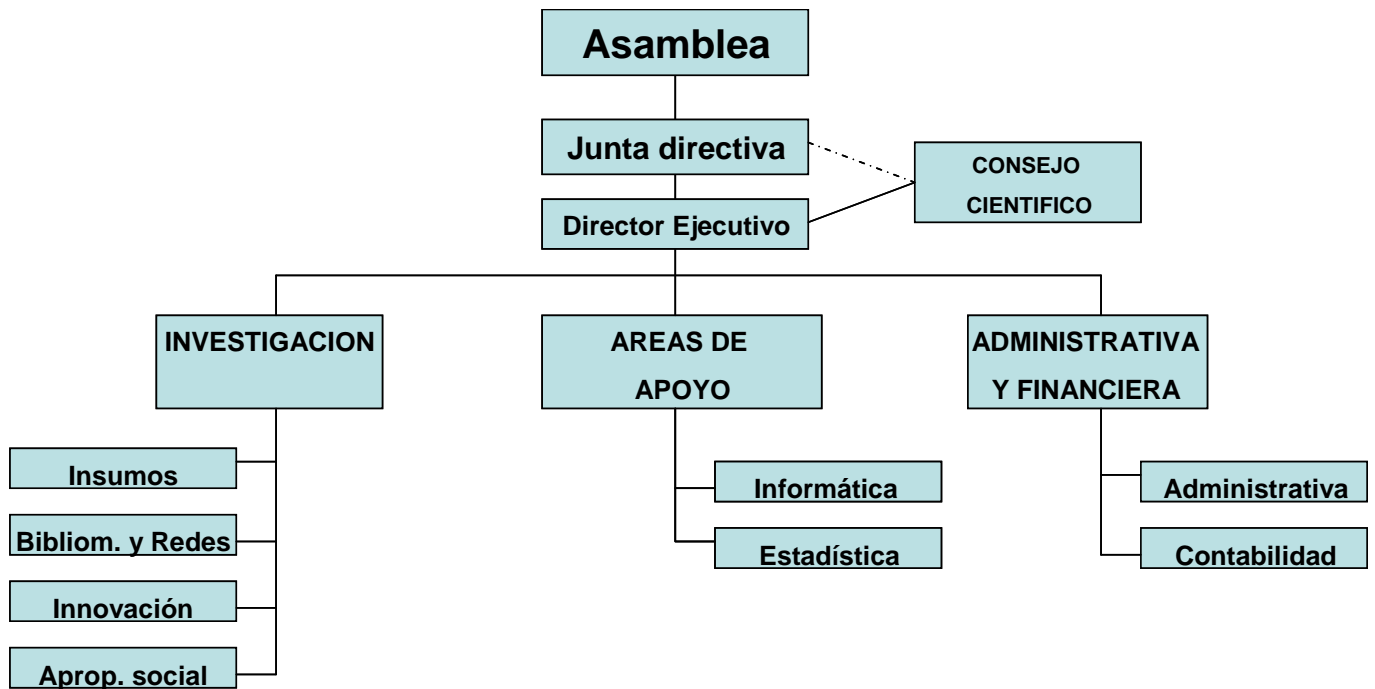 Asamblea
Junta directiva
CONSEJO
CIENTIFICO
Director Ejecutivo
INVESTIGACION
AREAS DE
APOYO
ADMINISTRATIVA
Y FINANCIERA
Insumos
Bibliom. y Redes
Innovación
Aprop. social
Informática
Estadística
Administrativa
Contabilidad